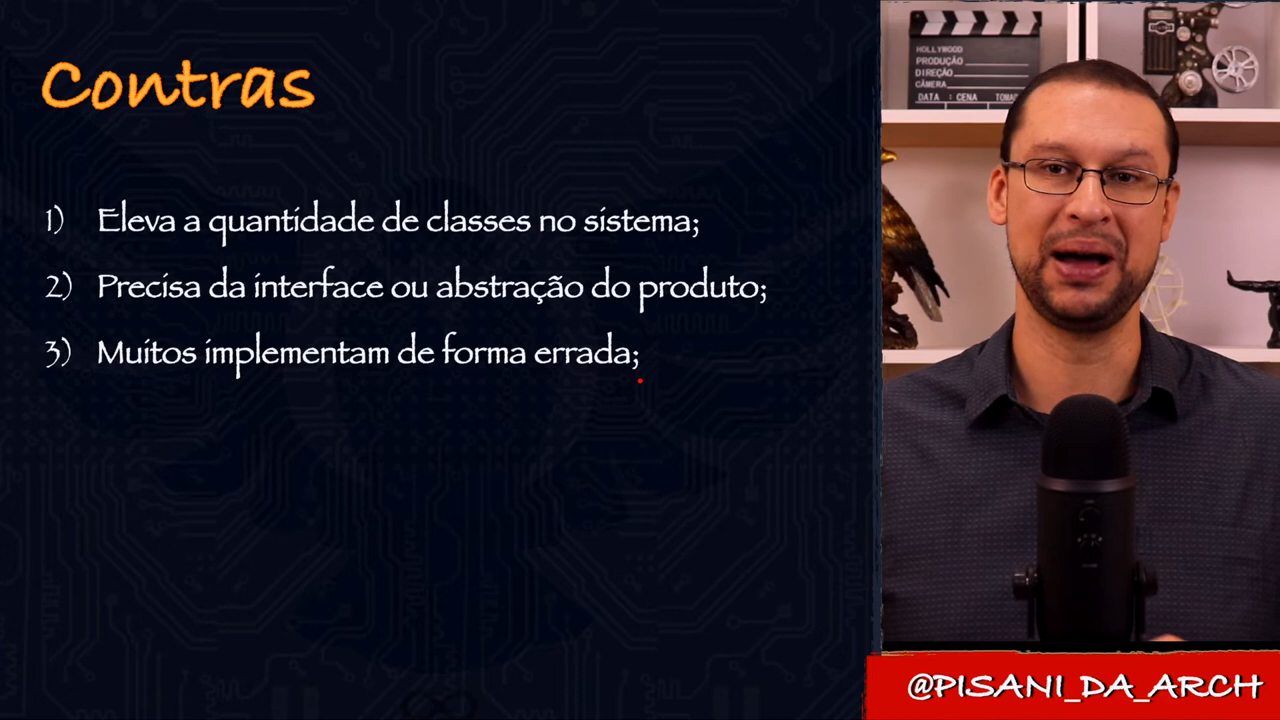 Contras
1) Eleva a quantidade de classes no sistema;
2) Precisa da interface ou abstração do produto;
3) Muitos implementam de forma errada;
HOLLYWOOD
PRODUÇÃO
DIREÇÃO
CÂMERA
DATA : CENA TOMA
@PISANI_DA_ARCH